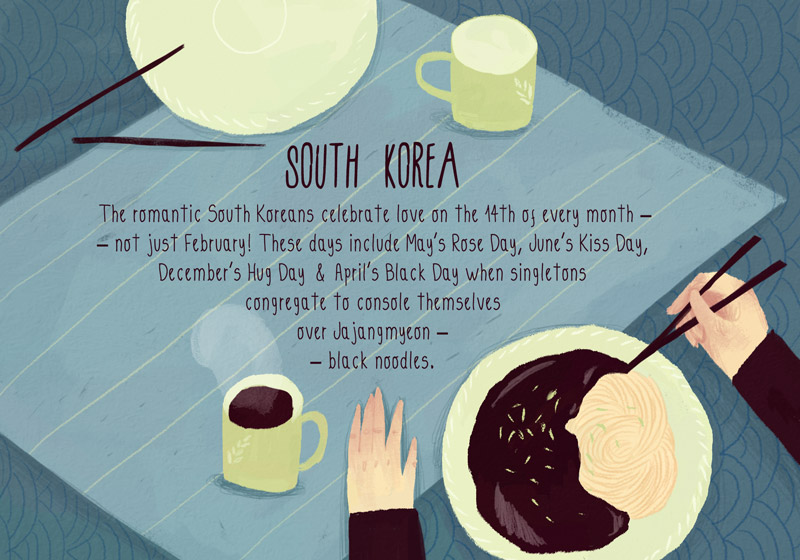 SOUTH KOREA
The romantic South Koreans celebrate love on the 14th of every month –
– not just February! These days include May's Rose Day, June's Kiss Day,
December's Hug Day & April's Black Day when singletons
congregate to console themselves
over Jajangmyeon –
– black noodles.